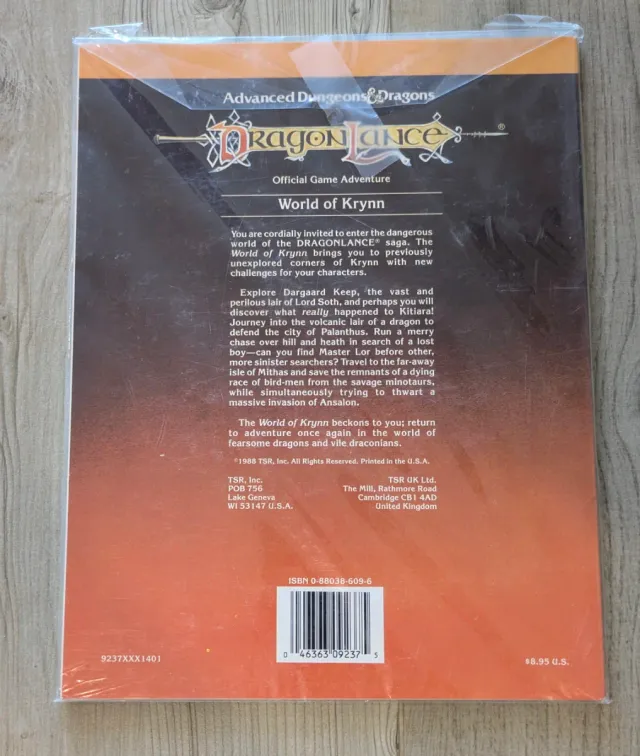 Advanced Dungeons & Dragons
DRAGONLANCE®
Official Game Adventure
World of Krynn
You are cordially invited to enter the dangerous
world of the DRAGONLANCE® saga. The
World of Krynn brings you to previously
unexplored corners of Krynn with new
challenges for your characters.
Explore Dargaard Keep, the vast and
perilous lair of Lord Soth, and perhaps you will
discover what really happened to Kitiara!
Journey into the volcanic lair of a dragon to
defend the city of Palanthus. Run a merry
chase over hill and heath in search of a lost
boy—can you find Master Lor before other,
more sinister searchers? Travel to the far-away
isle of Mithas and save the remnants of a dying
race of bird-men from the savage minotaurs,
while simultaneously trying to thwart a
massive invasion of Ansalon.
The World of Krynn beckons to you; return
to adventure once again in the world of
fearsome dragons and vile draconians.
©1988 TSR, Inc. All Rights Reserved. Printed in the U.S.A.
TSR, Inc.
POB 756
Lake Geneva
WI 53147 U.S.A.
TSR UK Ltd.
The Mill, Rathmore Road
Cambridge CB1 4AD
United Kingdom
ISBN 0-88038-609-6
0 46363 09237 5
9237XXX1401
$8.95 U.S.